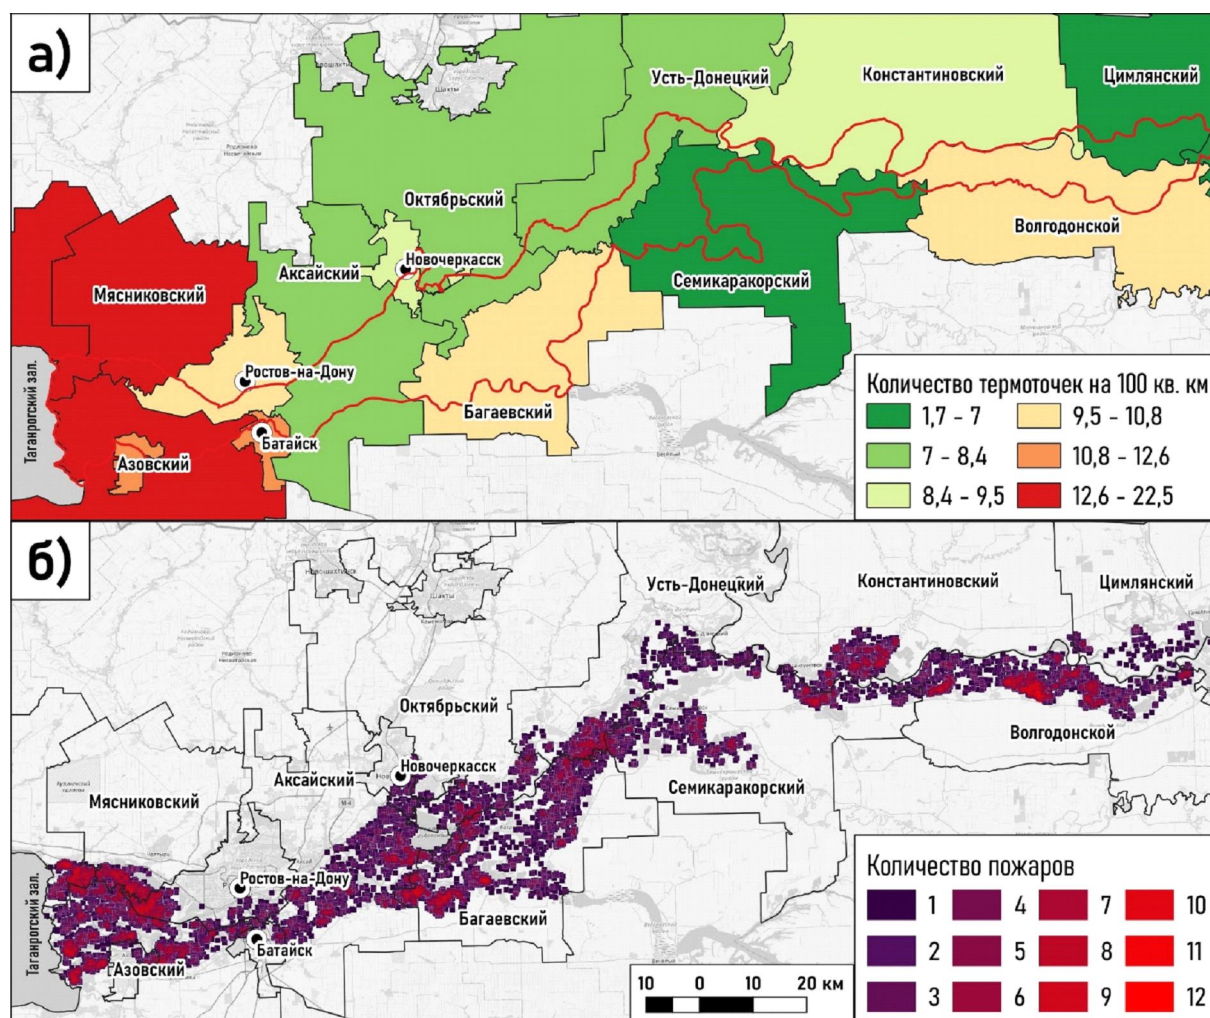 а)
Шахты
Усть-Донецкий
Константиновский
Цимлянский
Октябрьский
Волгодонской
Аксайский
Новочеркасск
Мясниковский
Семикаракорский
Ростов-на-Дону
Таганрогский зал.
Багаевский
Батайск
Азовский
Количество термоточек на 100 кв. км
1,7 – 7
9,5 – 10,8
7 – 8,4
10,8 – 12,6
8,4 – 9,5
12,6 – 22,5
б)
Шахты
Усть-Донецкий
Константиновский
Цимлянский
Октябрьский
Волгодонской
Аксайский
Новочеркасск
Мясниковский
Семикаракорский
Ростов-на-Дону
Таганрогский зал.
Багаевский
Батайск
Азовский
10 0 10 20 км
Количество пожаров
1 4 7 10
2 5 8 11
3 6 9 12